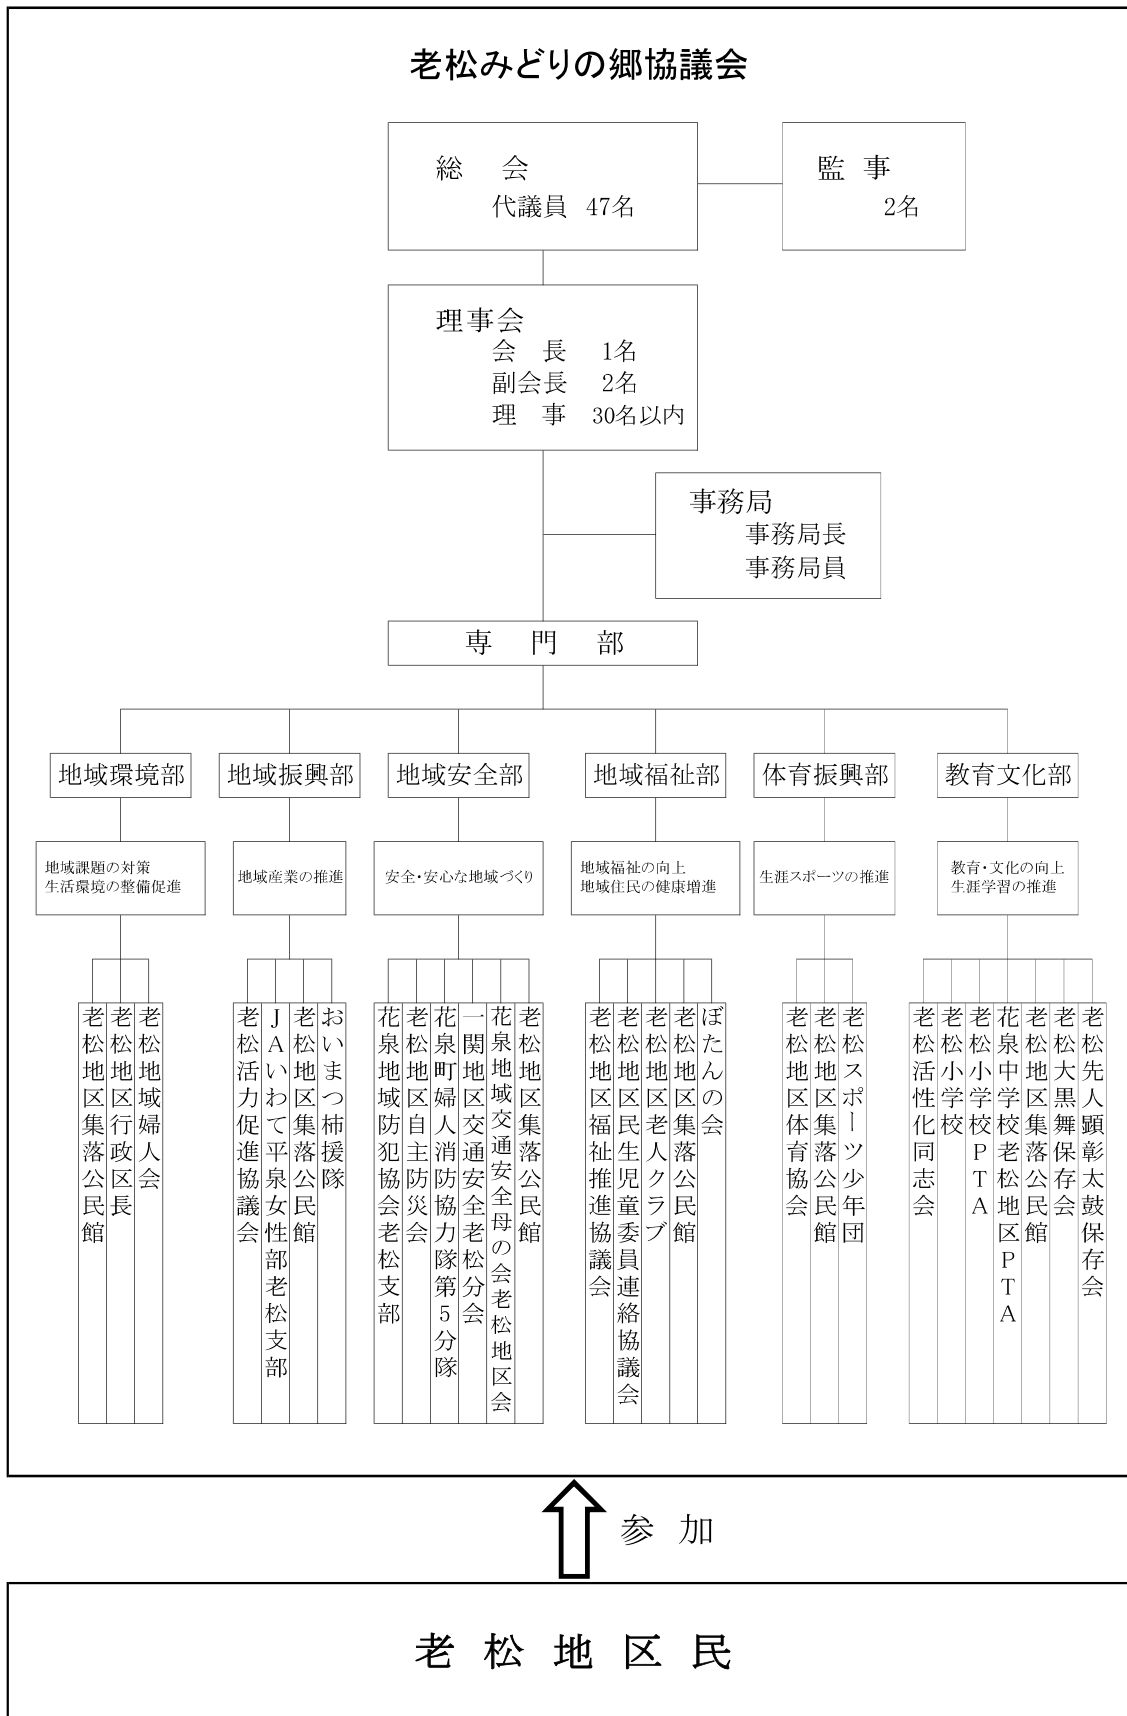 老松みどりの郷協議会
総 会
代議員 47名
監 事
2名
理事会
会 長 1名
副会長 2名
理 事 30名以内
事務局
事務局長
事務局員
専 門 部
地域環境部
地域振興部
地域安全部
地域福祉部
体育振興部
教育文化部
地域課題の対策
生活環境の整備促進
地域産業の推進
安全・安心な地域づくり
地域福祉の向上
地域住民の健康増進
生涯スポーツの推進
教育・文化の向上
生涯学習の推進
老松地区集落公民館
老松地区行政区長
老松地域婦人会
老松活力促進協議会
JAいわて平泉女性部老松支部
老松地区集落公民館
おいまつ柿援隊
花泉地域防犯協会老松支部
老松地区自主防災会
花泉町婦人消防協力隊第5分隊
一関地区交通安全老松分会
花泉地域交通安全母の会老松地区会
老松地区集落公民館
老松地区福祉推進協議会
老松地区民生児童委員連絡協議会
老松地区老人クラブ
老松地区集落公民館
ぼたんの会
老松地区体育協会
老松地区集落公民館
老松スポーツ少年団
老松活性化同志会
老松小学校
老松小学校PTA
花泉中学校老松地区PTA
老松地区集落公民館
老松大黒舞保存会
老松先人顕彰太鼓保存会
参 加
老 松 地 区 民